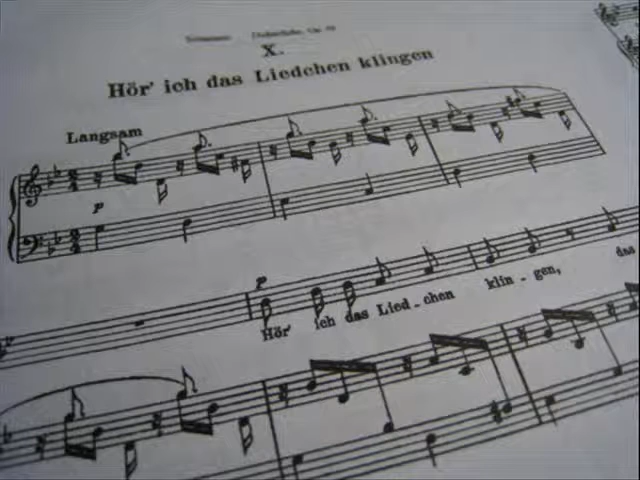 X.
Hör' ich das Liedchen klingen
Langsam
p
p
Hör' ich das Lied - chen klin - gen, das